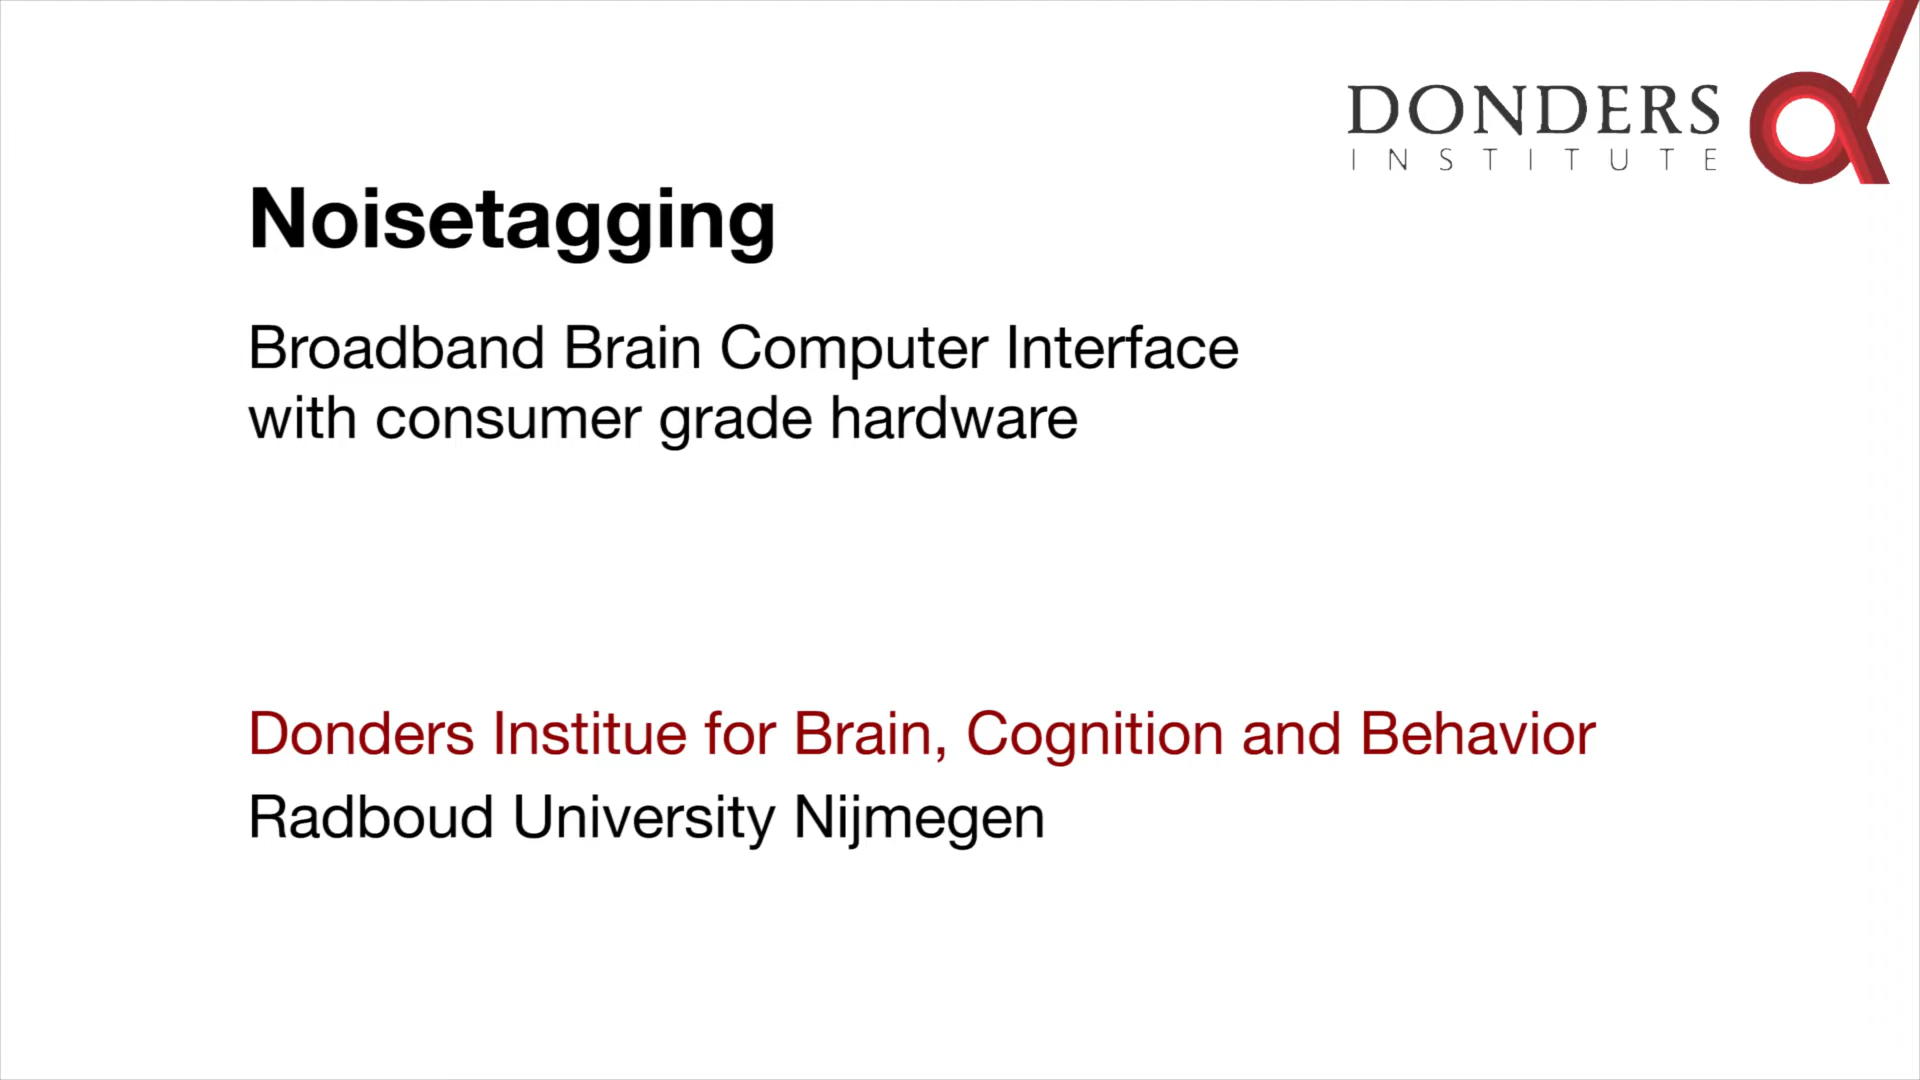 DONDERS
INSTITUTE
Noisetagging
Broadband Brain Computer Interface
with consumer grade hardware
Donders Institue for Brain, Cognition and Behavior
Radboud University Nijmegen